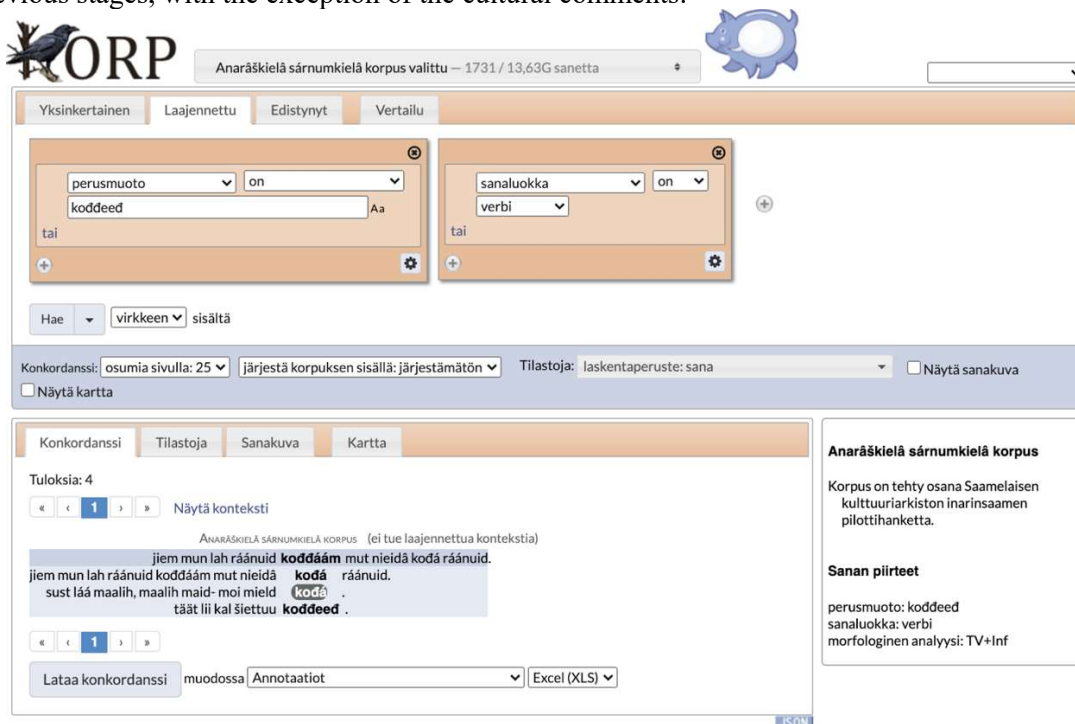 evious stages, with the exception of the cultural comments.
KORP
Anarâškielâ sárnumkielâ korpus valittu — 1731 / 13,63G sanetta
Yksinkertainen Laajennettu Edistynyt Vertailu
perusmuoto on
sanaluokka on
kođđeeđ Aa
verbi
tai
tai
Hae virkkeen sisältä
Konkordanssi: osumia sivulla: 25 järjestä korpuksen sisällä: järjestämätön Tilastoja: laskentaperuste: sana Näytä sanakuva
Näytä kartta
Konkordanssi Tilastoja Sanakuva Kartta
Tuloksia: 4
« ‹ 1 › » Näytä konteksti
Anarâškielâ sárnumkielâ korpus (ei tue laajennettua kontekstia)
jiem mun lah ráánuid kođđáám mut nieidâ kođá ráánuid.
jiem mun lah ráánuid kođđáám mut nieidâ kođá ráánuid.
sust láá maalih, maalih maid- moi mield kođá .
täät lii kal šiettuu kođđeeđ .
« ‹ 1 › »
Lataa konkordanssi muodossa Annotaatiot Excel (XLS)
JSON
Anarâškielâ sárnumkielâ korpus
Korpus on tehty osana Saamelaisen
kulttuuriarkiston inarinsaamen
pilottihanketta.
Sanan piirteet
perusmuoto: kođđeeđ
sanaluokka: verbi
morfologinen analyysi: TV+Inf